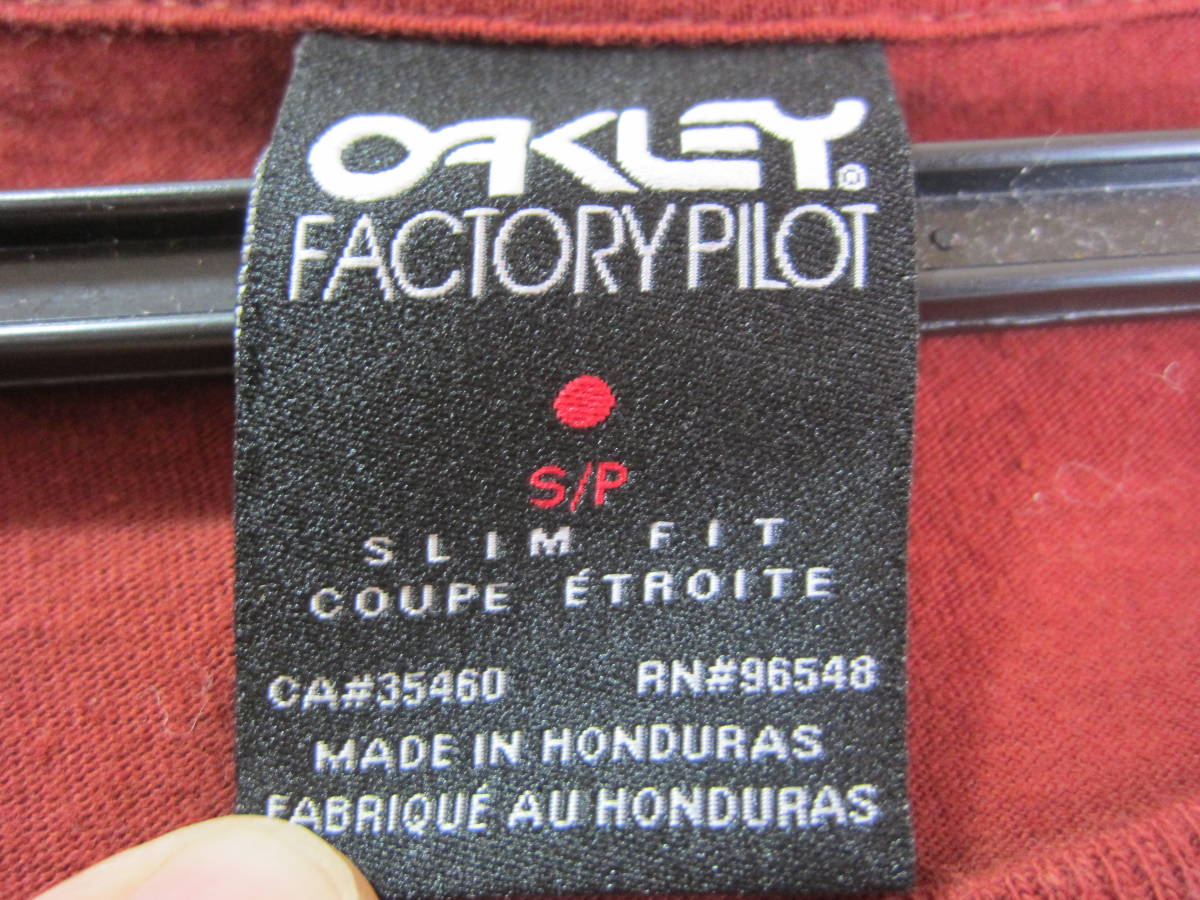 OAKLEY®
FACTORY PILOT
S/P
SLIM FIT
COUPE ÉTROITE
CA#35460 RN#96548
MADE IN HONDURAS
FABRIQUÉ AU HONDURAS